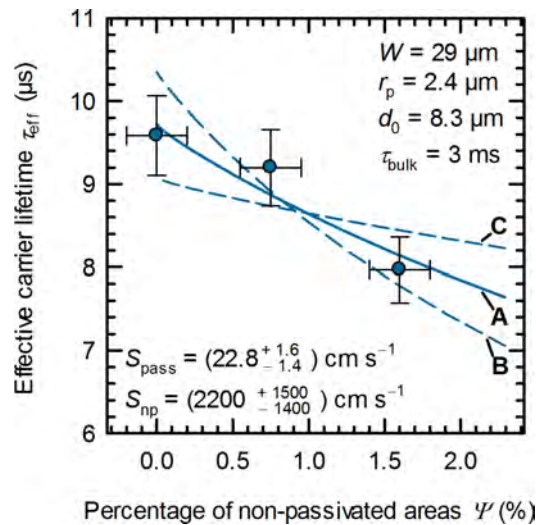 Effective carrier lifetime τeff (µs)
11
10
9
8
7
6
W = 29 µm
rp = 2.4 µm
d0 = 8.3 µm
τbulk = 3 ms
C
A
B
Spass = (22.8 + 1.6 − 1.4) cm s⁻¹
Snp = (2200 + 1500 − 1400) cm s⁻¹
0.0 0.5 1.0 1.5 2.0
Percentage of non-passivated areas Ψ (%)